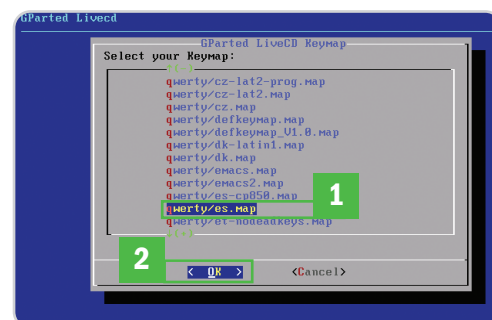 GParted Livecd
GParted LiveCD Keymap
Select your Keymap:
qwerty/cz-lat2-prog.map
qwerty/cz-lat2.map
qwerty/cz.map
qwerty/defkeymap.map
qwerty/defkeymap_V1.0.map
qwerty/dk-latin1.map
qwerty/dk.map
qwerty/emacs.map
qwerty/emacs2.map
qwerty/es-cp850.map
1
qwerty/es.map
qwerty/et-nodeadkeys.map
2
< OK > <Cancel>